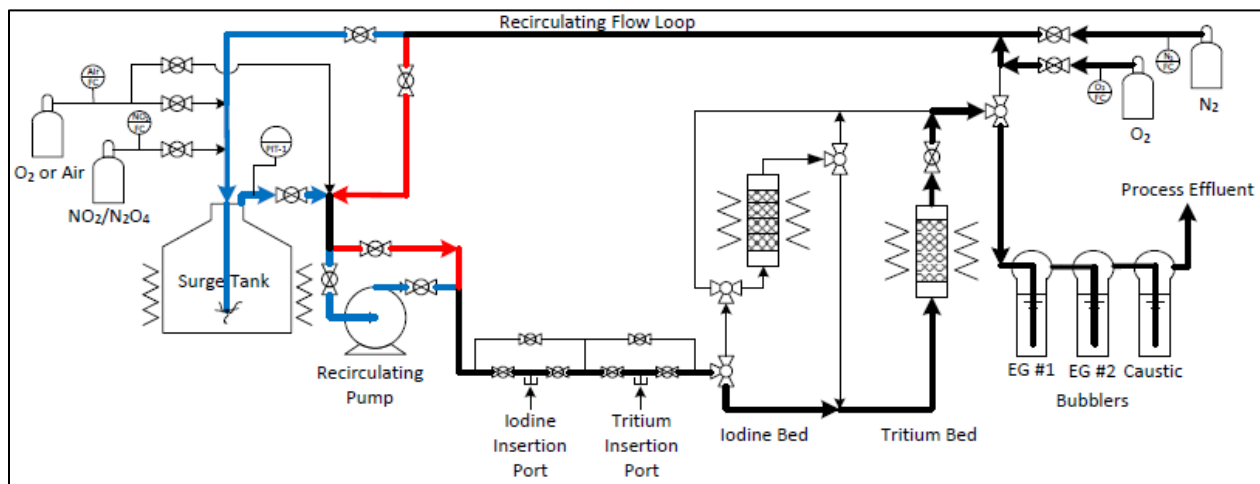 Recirculating Flow Loop
Air
FC
NO₂
FC
PIT-1
N₂
FC
O₂
FC
N₂
O₂
O₂ or Air
NO₂/N₂O₄
Process Effluent
Surge Tank
Recirculating
Pump
EG #1 EG #2 Caustic
Bubblers
Iodine
Insertion
Port
Tritium
Insertion
Port
Iodine Bed
Tritium Bed